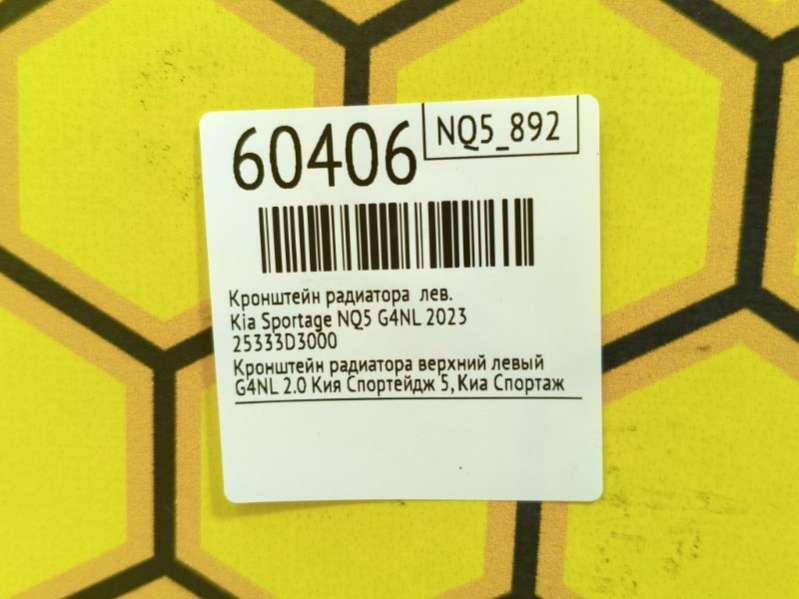 60406
NQ5_892
Кронштейн радиатора лев.
Kia Sportage NQ5 G4NL 2023
25333D3000
Кронштейн радиатора верхний левый
G4NL 2.0 Кия Спортейдж 5, Киа Спортаж